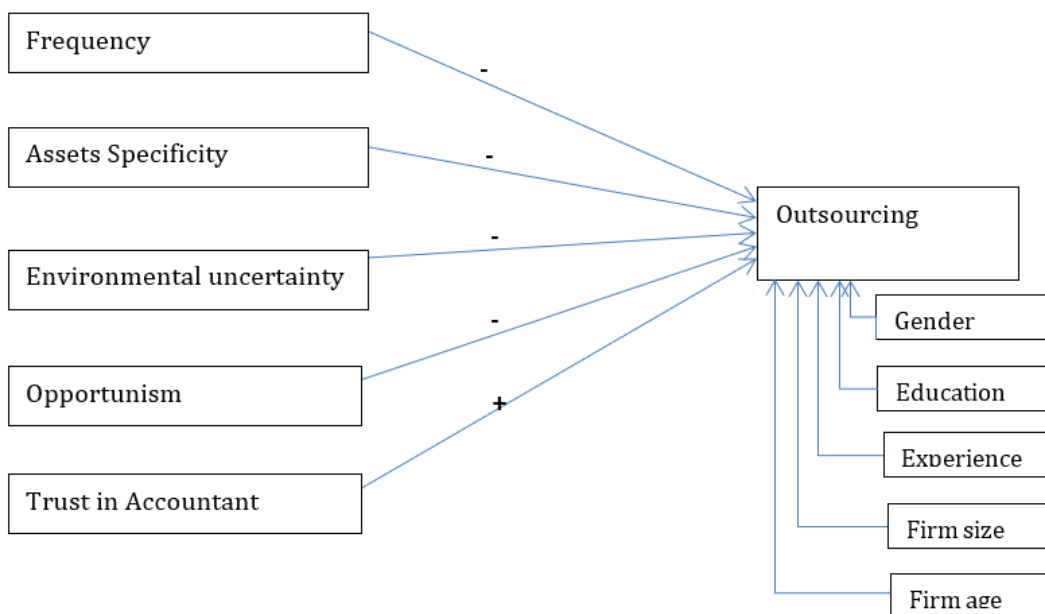 Frequency
-
Assets Specificity
-
Outsourcing
Environmental uncertainty
-
Gender
Opportunism
-
Education
+
Experience
Trust in Accountant
Firm size
Firm age